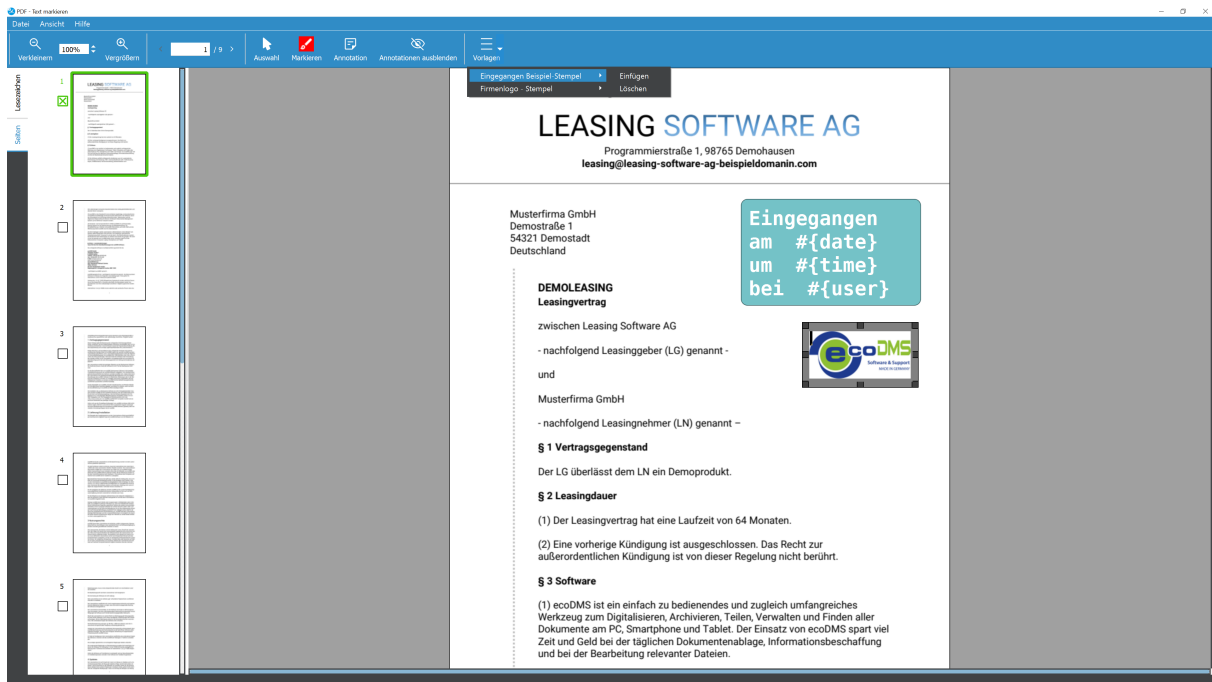 PDF - Text markieren
Datei Ansicht Hilfe
Verkleinern
100%
Vergrößern
1 / 9
Auswahl
Markieren
Annotation
Annotationen ausblenden
Vorlagen
Eingegangen Beispiel-Stempel
Einfügen
Firmenlogo - Stempel
Löschen
Lesezeichen
Seiten
1
2
3
4
5
LEASING SOFTWARE AG
Programmierstraße 1, 98765 Demohausen
leasing@leasing-software-ag-beispieldomanin.com
Musterfirma GmbH
Demostraße 1
54321 Demostadt
Deutschland
Eingegangen
am #{date}
um #{time}
bei #{user}
ecoDMS
Software & Support
MADE IN GERMANY
DEMOLEASING
Leasingvertrag
zwischen Leasing Software AG
- nachfolgend Leasinggeber (LG) genannt -
und
Musterfirma GmbH
- nachfolgend Leasingnehmer (LN) genannt –
§ 1 Vertragsgegenstand
Der LG überlässt dem LN ein Demoprodukt.
§ 2 Leasingdauer
(1) Der Leasingvertrag hat eine Laufzeit von 64 Monaten.
(2) Eine vorherige Kündigung ist ausgeschlossen. Das Recht zur
außerordentlichen Kündigung ist von dieser Regelung nicht berührt.
§ 3 Software
(1) ecoDMS ist ein einfach zu bedienendes und zugleich umfangreiches
Werkzeug zum Digitalisieren, Archivieren, Teilen, Verwalten und Finden aller
Dokumente am PC, Smartphone und Tablet. Der Einsatz von ecoDMS spart viel
Zeit und Geld bei der täglichen Dokumentenablage, Informationsbeschaffung
und bei der Bearbeitung relevanter Dateien.